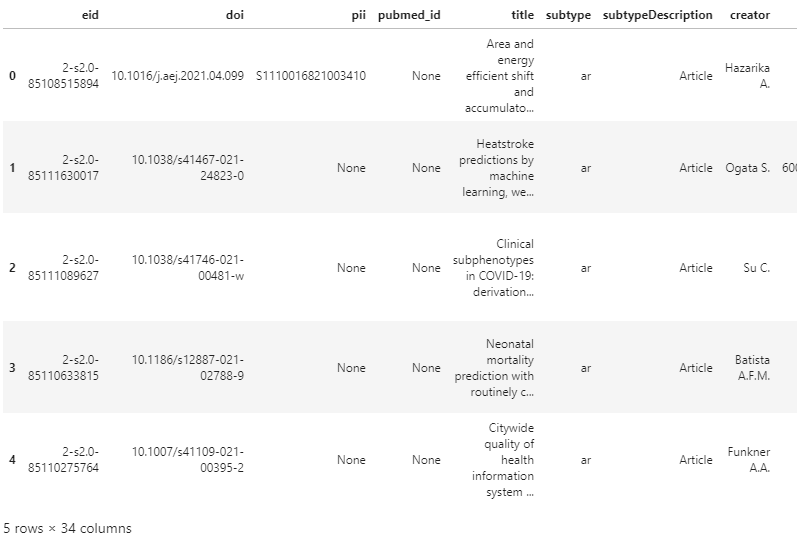 eid doi pii pubmed_id title subtype subtypeDescription creator
0 2-s2.0-85108515894 10.1016/j.aej.2021.04.099 S1110016821003410 None Area and energy efficient shift and accumulato... ar Article Hazarika A.
1 2-s2.0-85111630017 10.1038/s41467-021-24823-0 None None Heatstroke predictions by machine learning, we... ar Article Ogata S. 600
2 2-s2.0-85111089627 10.1038/s41746-021-00481-w None None Clinical subphenotypes in COVID-19: derivation... ar Article Su C.
3 2-s2.0-85110633815 10.1186/s12887-021-02788-9 None None Neonatal mortality prediction with routinely c... ar Article Batista A.F.M.
4 2-s2.0-85110275764 10.1007/s41109-021-00395-2 None None Citywide quality of health information system ... ar Article Funkner A.A.
5 rows × 34 columns